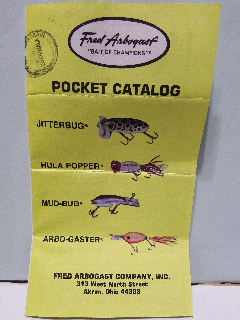 Fred Arbogast
"BAIT OF CHAMPIONS"
POCKET CATALOG
JITTERBUG®
HULA POPPER®
MUD-BUG®
ARBO-GASTER®
FRED ARBOGAST COMPANY, INC.
313 West North Street
Akron, Ohio 44303